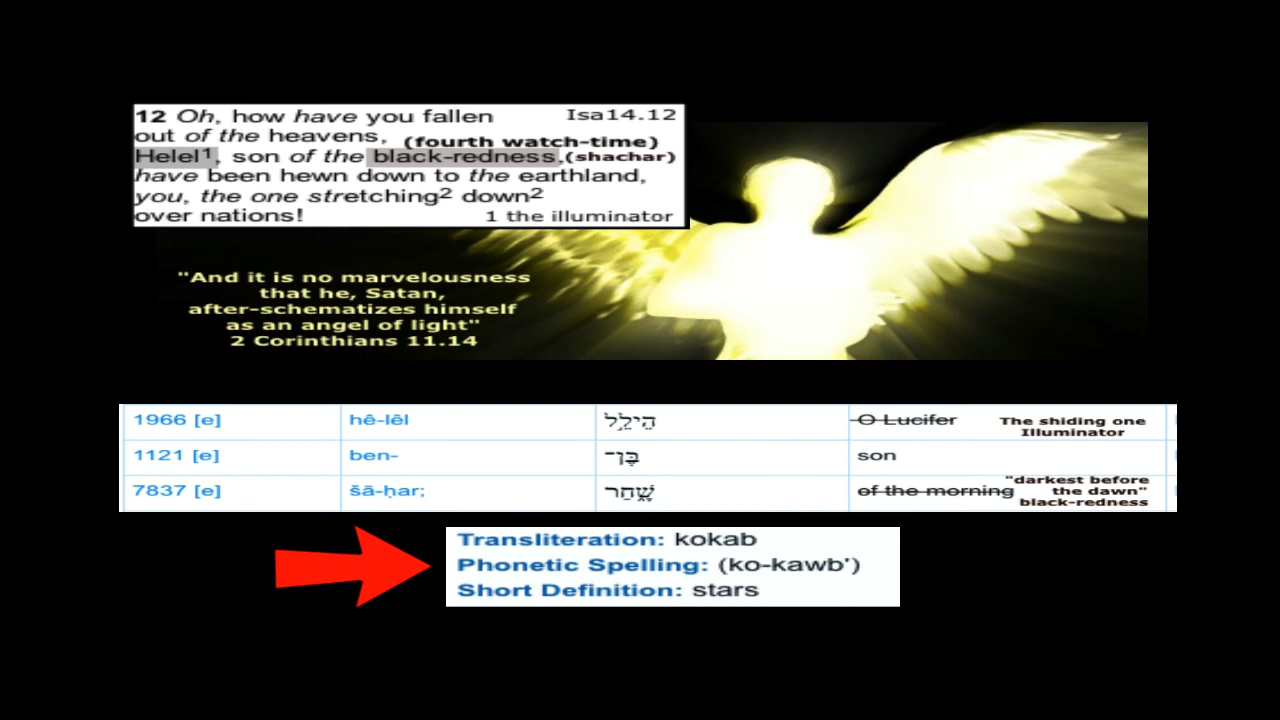 12 Oh, how have you fallen Isa14.12
out of the heavens, (fourth watch-time)
Helel¹, son of the black-redness,(shachar)
have been hewn down to the earthland,
you, the one stretching² down²
over nations! 1 the illuminator
"And it is no marvelousness
that he, Satan,
after-schematizes himself
as an angel of light"
2 Corinthians 11.14
1966 [e] hê-lêl הֵילֵ֣ל O Lucifer The shiding one
Illuminator
1121 [e] ben- בֶּן־ son
7837 [e] šā-ḥar; שָׁ֑חַר of the morning "darkest before
the dawn"
black-redness
Transliteration: kokab
Phonetic Spelling: (ko-kawb')
Short Definition: stars